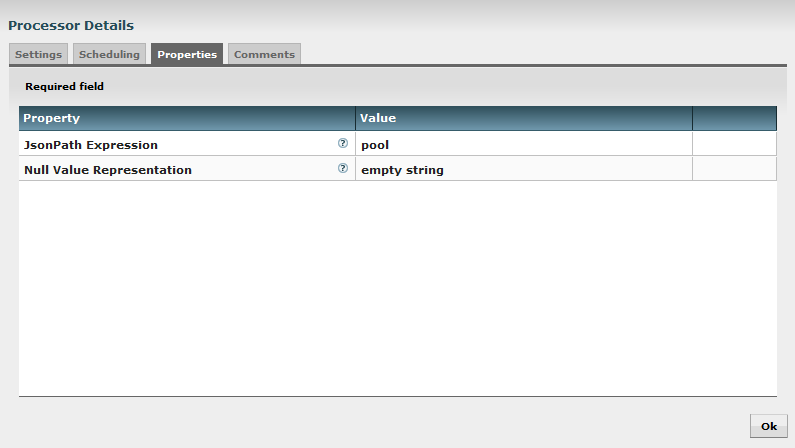 Processor Details
Settings Scheduling Properties Comments
Required field
Property Value
JsonPath Expression ? pool
Null Value Representation ? empty string
Ok